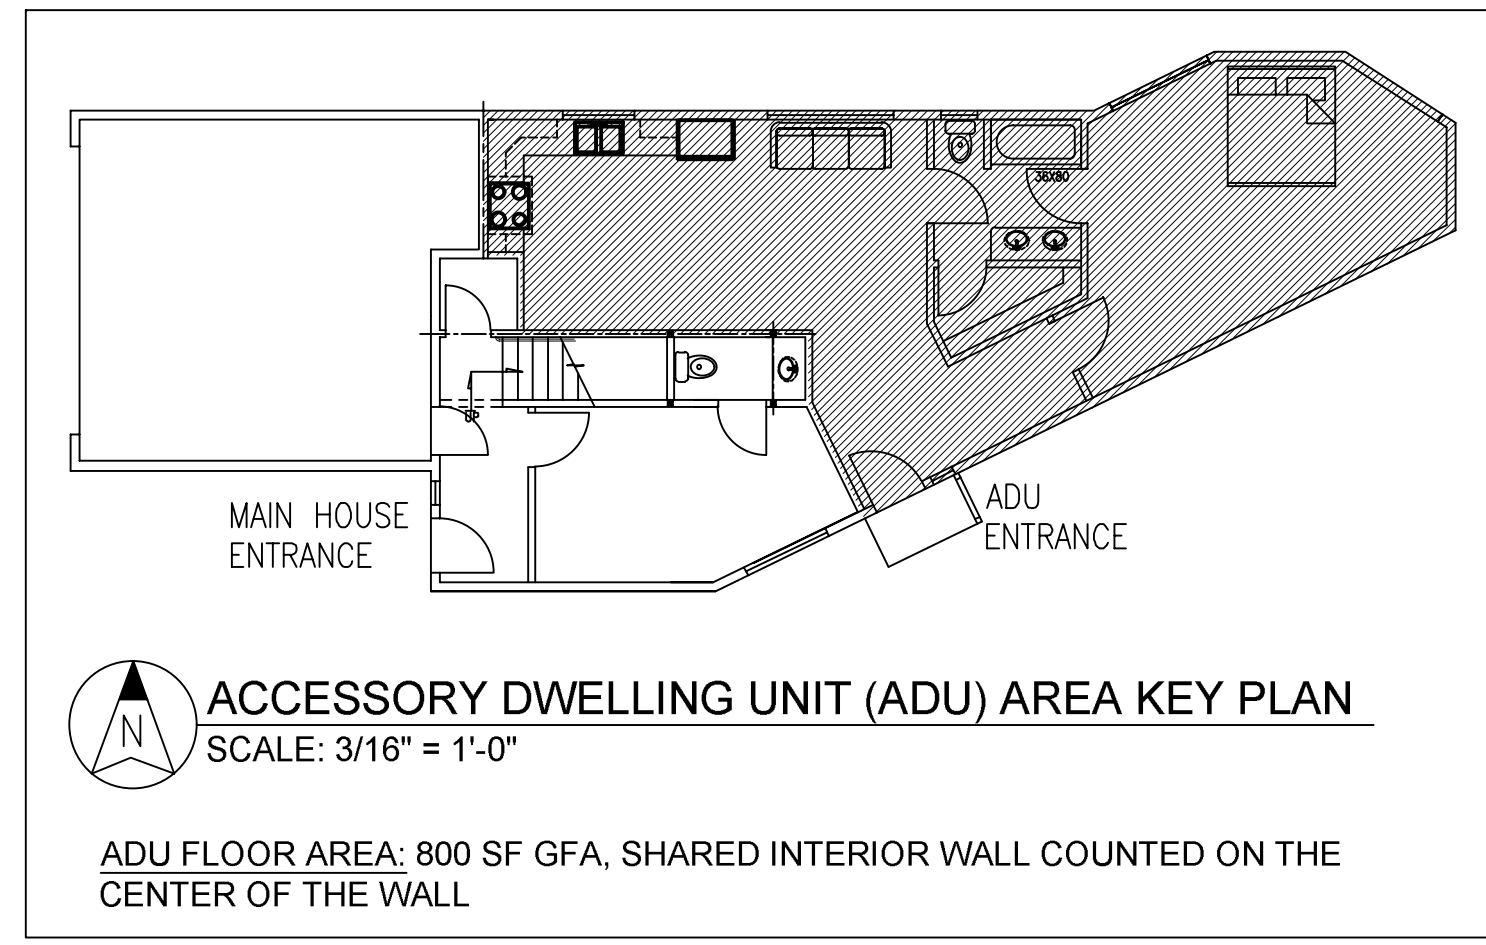 36X80
MAIN HOUSE
ENTRANCE
ADU
ENTRANCE
N
ACCESSORY DWELLING UNIT (ADU) AREA KEY PLAN
SCALE: 3/16" = 1'-0"
ADU FLOOR AREA: 800 SF GFA, SHARED INTERIOR WALL COUNTED ON THE
CENTER OF THE WALL